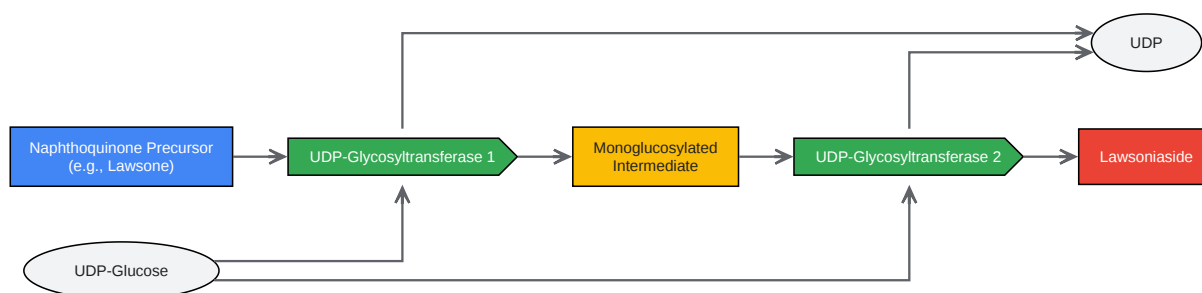 UDP
Naphthoquinone Precursor
(e.g., Lawsone)
UDP-Glycosyltransferase 1
Monoglucosylated
Intermediate
UDP-Glycosyltransferase 2
Lawsoniaside
UDP-Glucose